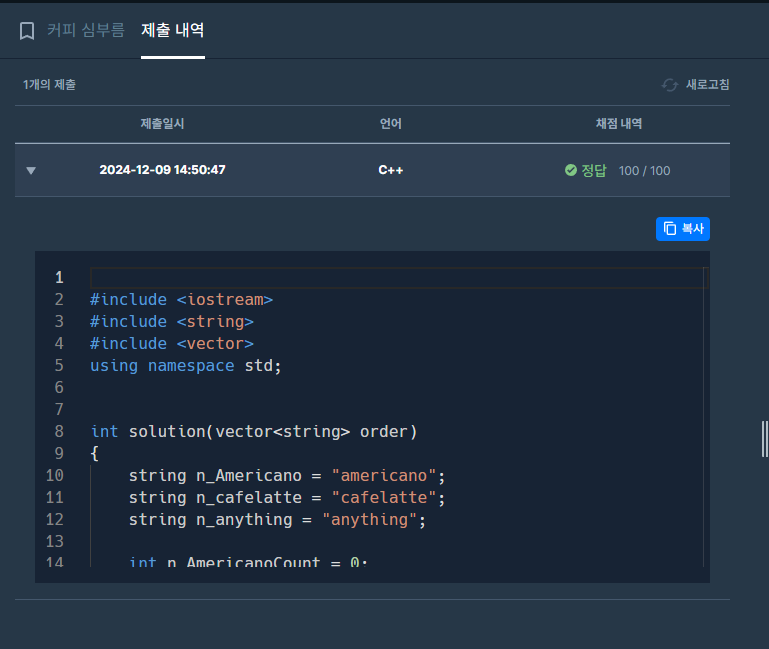 커피 심부름 제출 내역
1개의 제출 새로고침
제출일시 언어 채점 내역
2024-12-09 14:50:47 C++ 정답 100 / 100
복사
1
2 #include <iostream>
3 #include <string>
4 #include <vector>
5 using namespace std;
6
7
8 int solution(vector<string> order)
9 {
10 string n_Americano = "americano";
11 string n_cafelatte = "cafelatte";
12 string n_anything = "anything";
13
14 int n_AmericanoCount = 0;